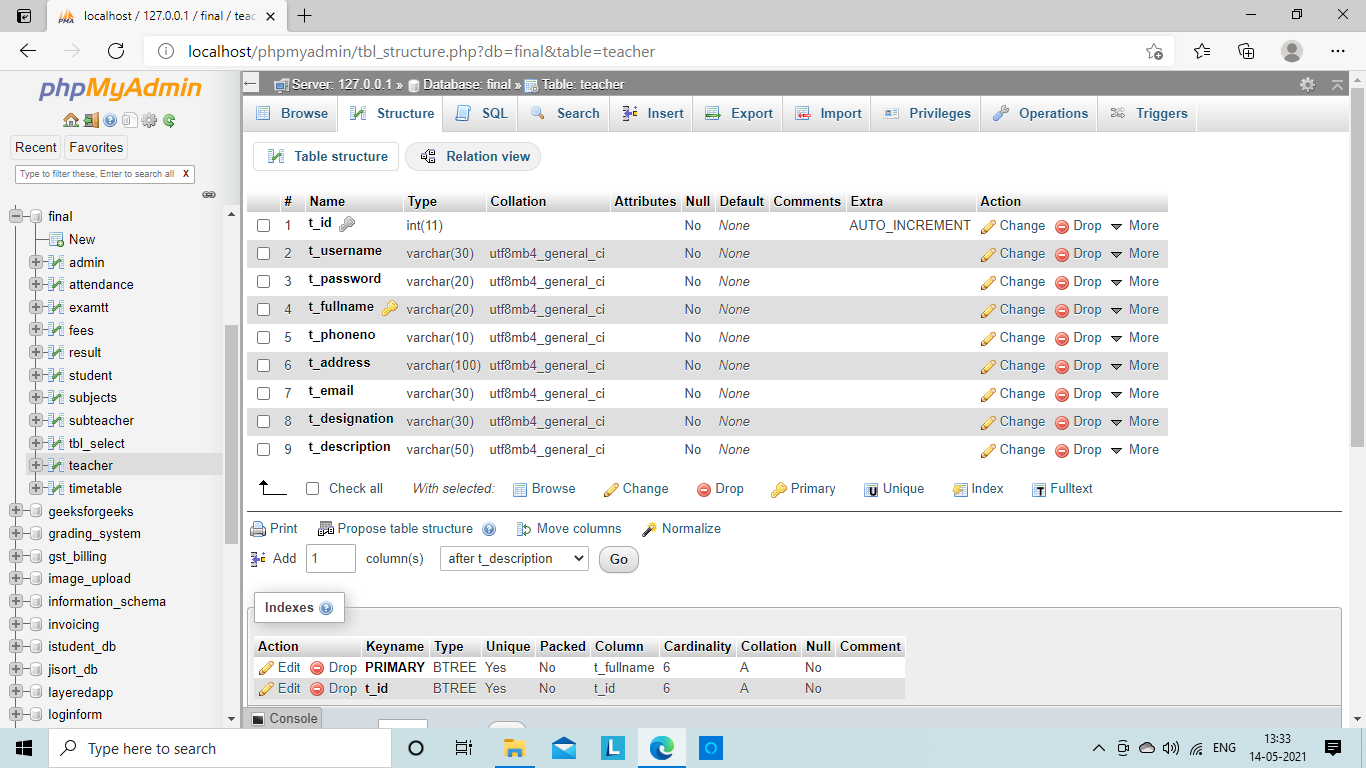 localhost / 127.0.0.1 / final / teac
localhost/phpmyadmin/tbl_structure.php?db=final&table=teacher
phpMyAdmin
Recent Favorites
Type to filter these, Enter to search all X
final
New
admin
attendance
examtt
fees
result
student
subjects
subteacher
tbl_select
teacher
timetable
geeksforgeeks
grading_system
gst_billing
image_upload
information_schema
invoicing
istudent_db
jisort_db
layeredapp
loginform
Server: 127.0.0.1 » Database: final » Table: teacher
Browse Structure SQL Search Insert Export Import Privileges Operations Triggers
Table structure Relation view
# Name Type Collation Attributes Null Default Comments Extra Action
1 t_id int(11) No None AUTO_INCREMENT Change Drop More
2 t_username varchar(30) utf8mb4_general_ci No None Change Drop More
3 t_password varchar(20) utf8mb4_general_ci No None Change Drop More
4 t_fullname varchar(20) utf8mb4_general_ci No None Change Drop More
5 t_phoneno varchar(10) utf8mb4_general_ci No None Change Drop More
6 t_address varchar(100) utf8mb4_general_ci No None Change Drop More
7 t_email varchar(30) utf8mb4_general_ci No None Change Drop More
8 t_designation varchar(30) utf8mb4_general_ci No None Change Drop More
9 t_description varchar(50) utf8mb4_general_ci No None Change Drop More
Check all With selected: Browse Change Drop Primary Unique Index Fulltext
Print Propose table structure Move columns Normalize
Add 1 column(s) after t_description Go
Indexes
Action Keyname Type Unique Packed Column Cardinality Collation Null Comment
Edit Drop PRIMARY BTREE Yes No t_fullname 6 A No
Edit Drop t_id BTREE Yes No t_id 6 A No
Console
Type here to search
ENG
13:33
14-05-2021